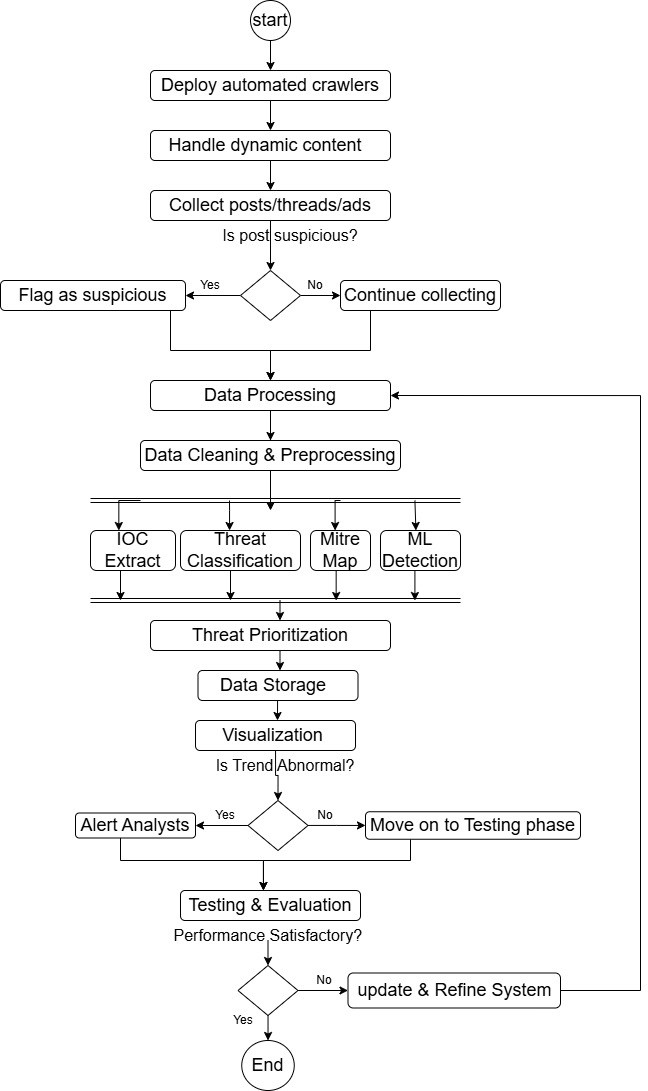 start
Deploy automated crawlers
Handle dynamic content
Collect posts/threads/ads
Is post suspicious?
Yes
No
Flag as suspicious
Continue collecting
Data Processing
Data Cleaning & Preprocessing
IOC
Extract
Threat
Classification
Mitre
Map
ML
Detection
Threat Prioritization
Data Storage
Visualization
Is Trend Abnormal?
Yes
No
Alert Analysts
Move on to Testing phase
Testing & Evaluation
Performance Satisfactory?
No
update & Refine System
Yes
End